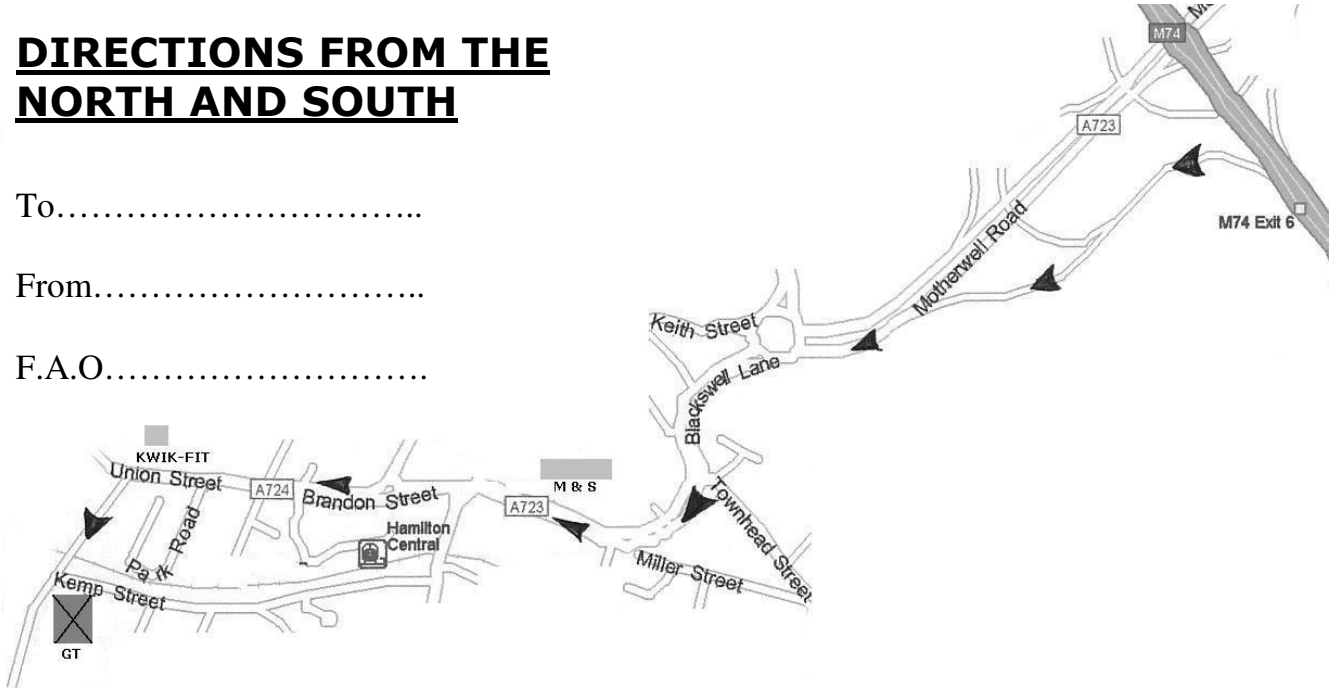 DIRECTIONS FROM THE
NORTH AND SOUTH
To…………………………..
From………………………..
F.A.O……………………….
M74
A723
M74 Exit 6
Motherwell Road
Keith Street
Blackswell Lane
KWIK-FIT
Union Street
A724
Brandon Street
M & S
A723
Townhead Street
Hamilton
Central
Miller Street
Park Road
Kemp Street
GT